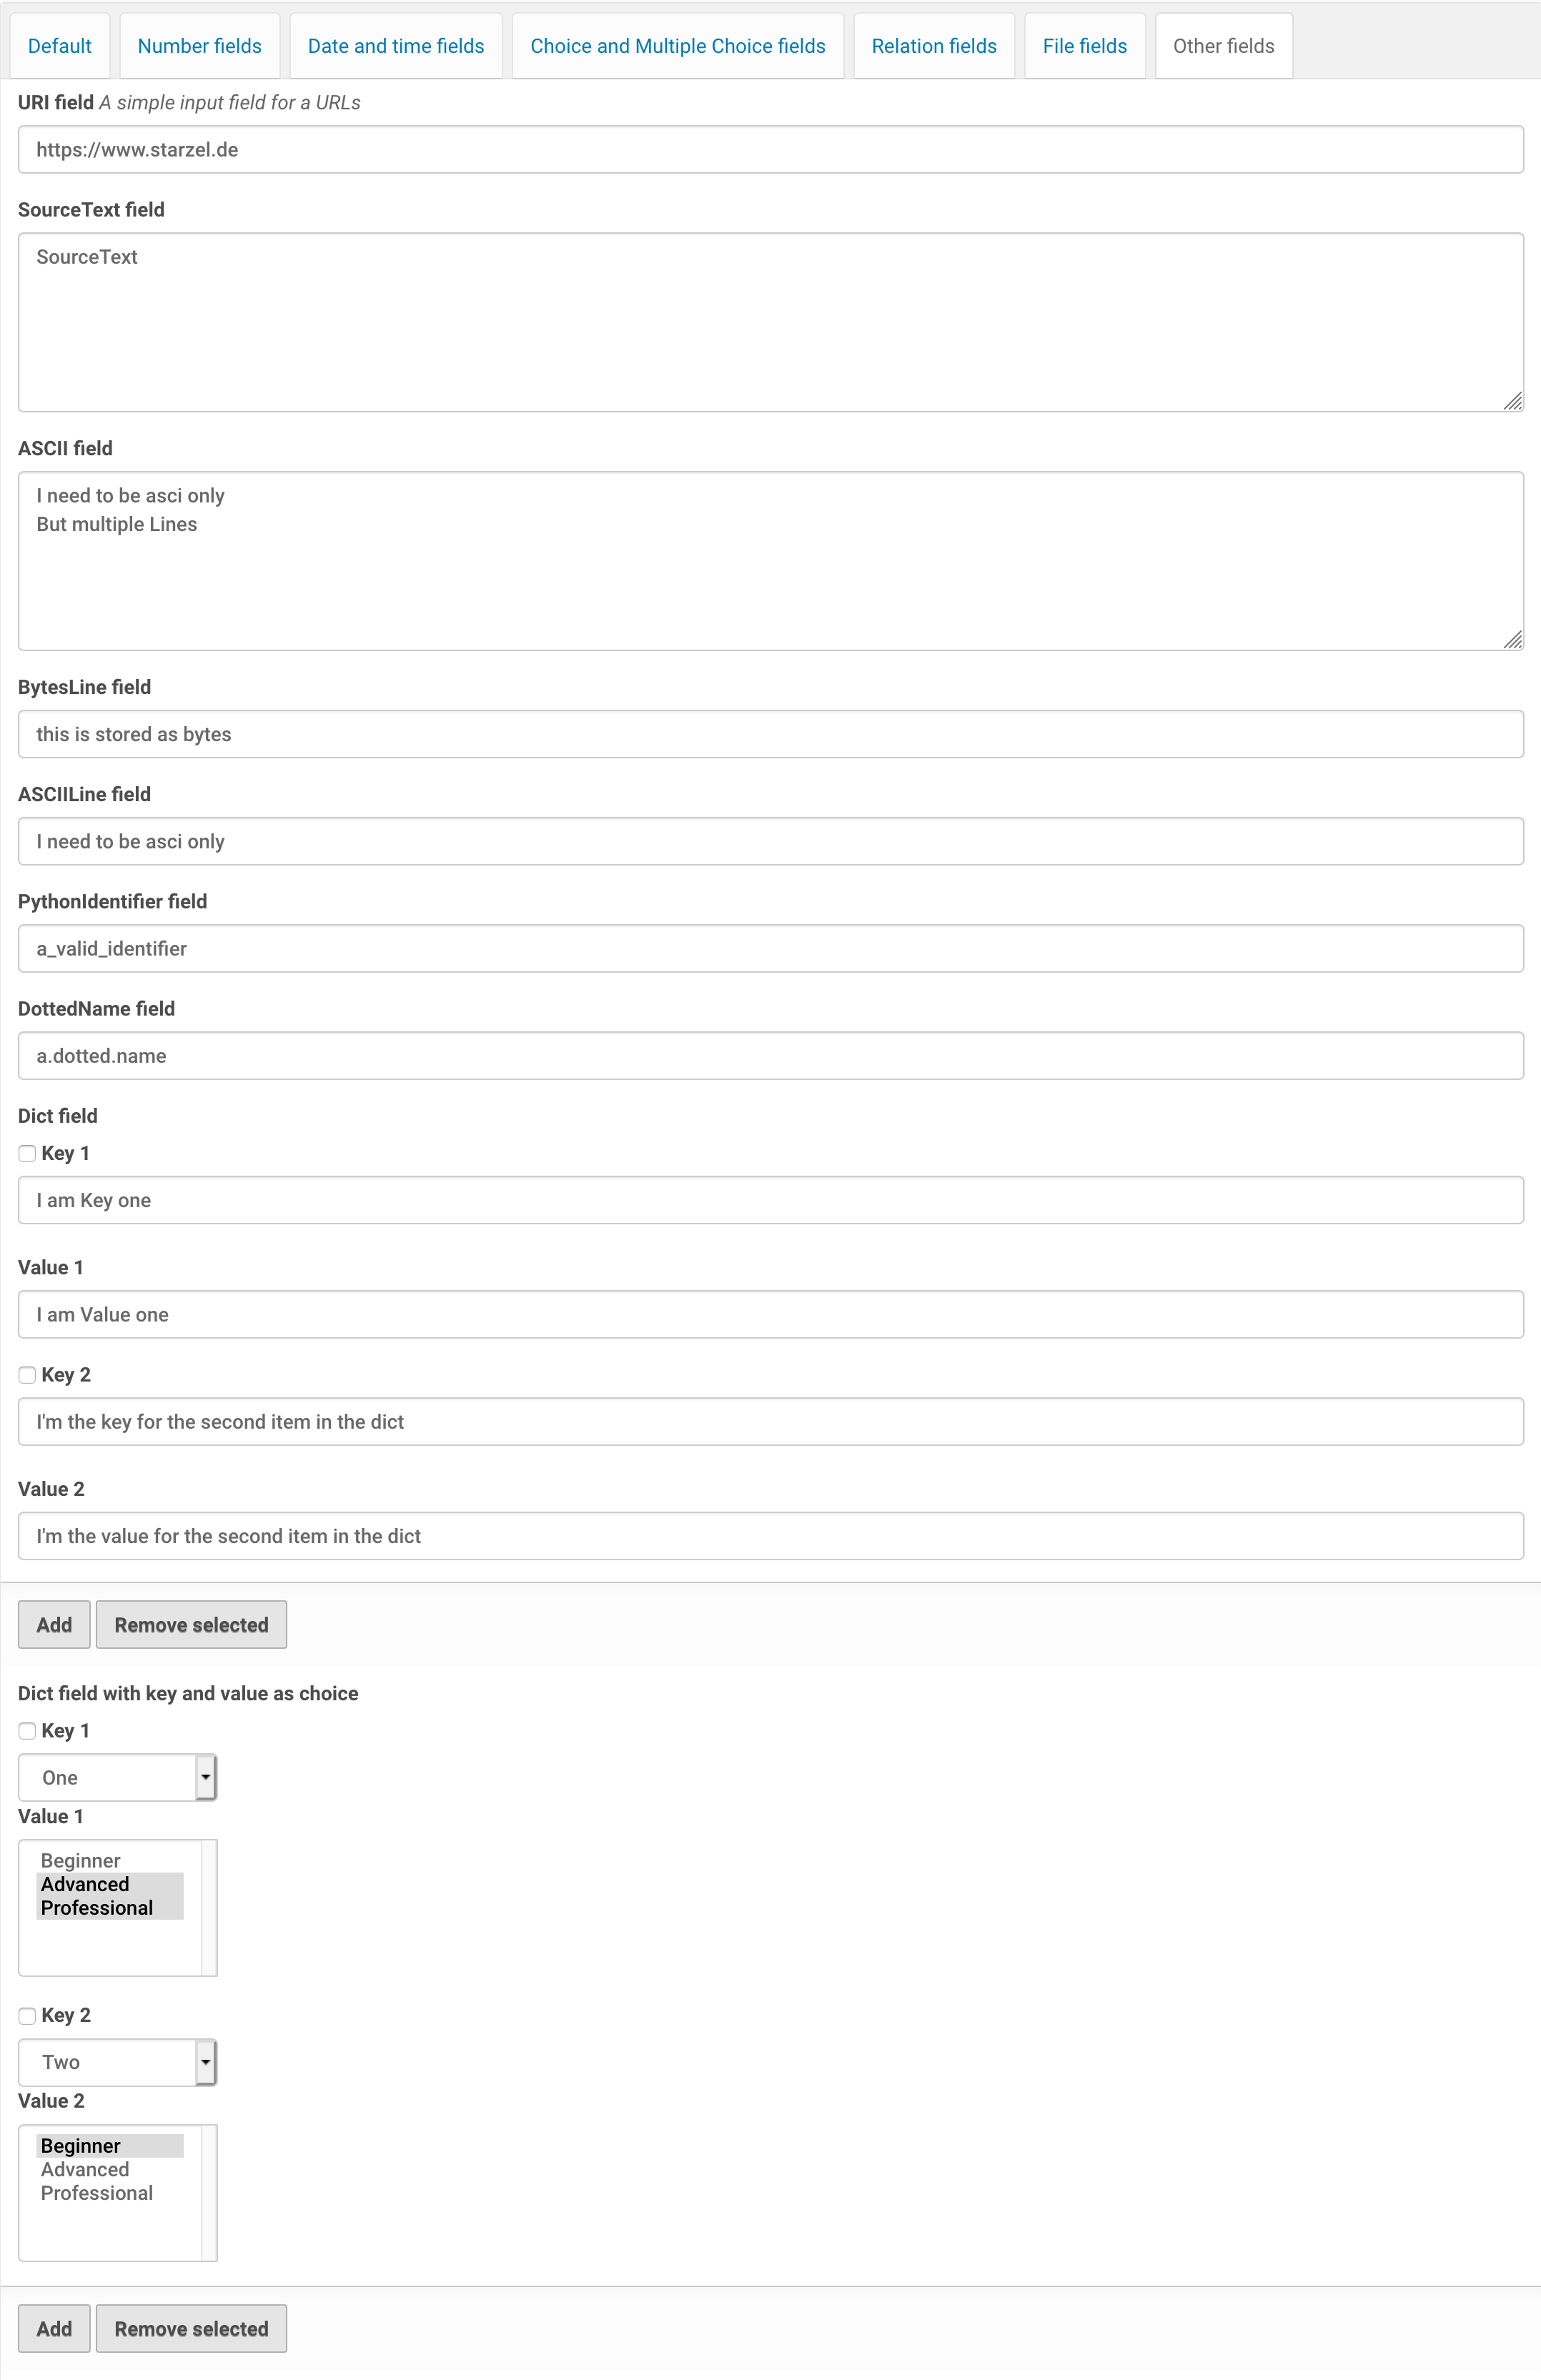 Default Number fields Date and time fields Choice and Multiple Choice fields Relation fields File fields Other fields
URI field A simple input field for a URLs
https://www.starzel.de
SourceText field
SourceText
ASCII field
I need to be asci only
But multiple Lines
BytesLine field
this is stored as bytes
ASCIILine field
I need to be asci only
PythonIdentifier field
a_valid_identifier
DottedName field
a.dotted.name
Dict field
Key 1
I am Key one
Value 1
I am Value one
Key 2
I'm the key for the second item in the dict
Value 2
I'm the value for the second item in the dict
Add Remove selected
Dict field with key and value as choice
Key 1
One
Value 1
Beginner
Advanced
Professional
Key 2
Two
Value 2
Beginner
Advanced
Professional
Add Remove selected